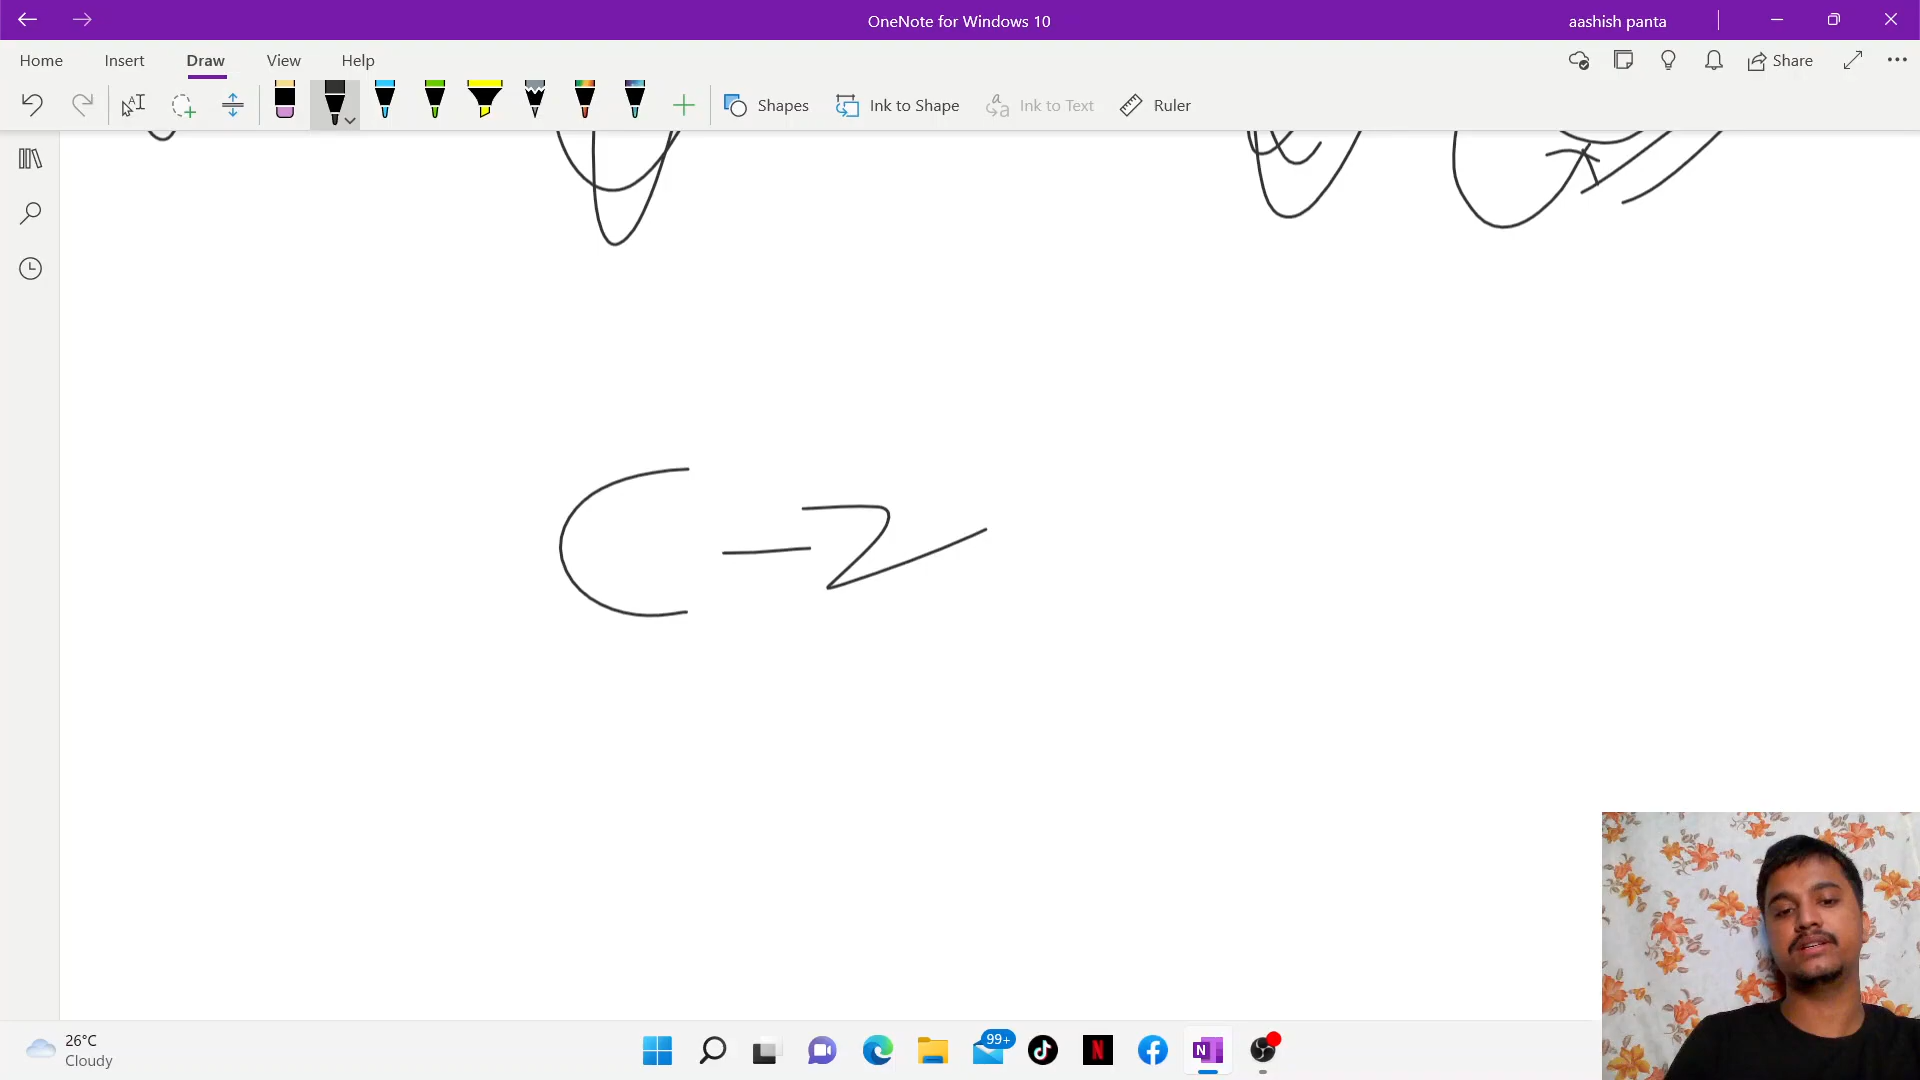 OneNote for Windows 10
aashish panta
Home Insert Draw View Help
Share
Shapes
Ink to Shape
Ink to Text
Ruler
C-2
26°C
Cloudy
99+